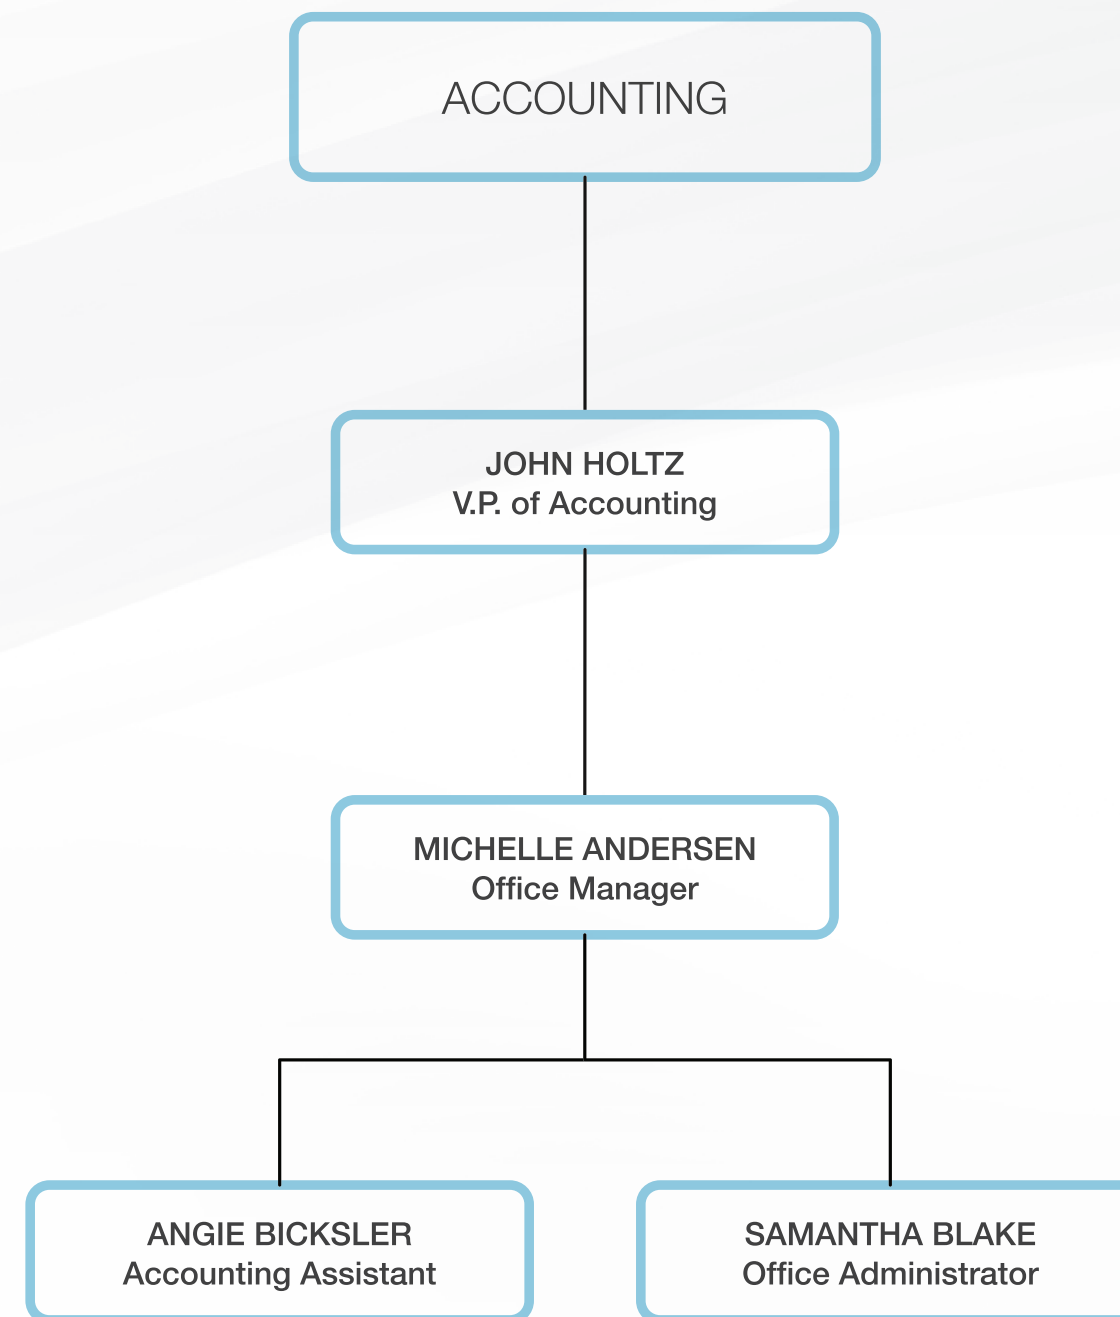 ACCOUNTING
JOHN HOLTZ
V.P. of Accounting
MICHELLE ANDERSEN
Office Manager
ANGIE BICKSLER
Accounting Assistant
SAMANTHA BLAKE
Office Administrator